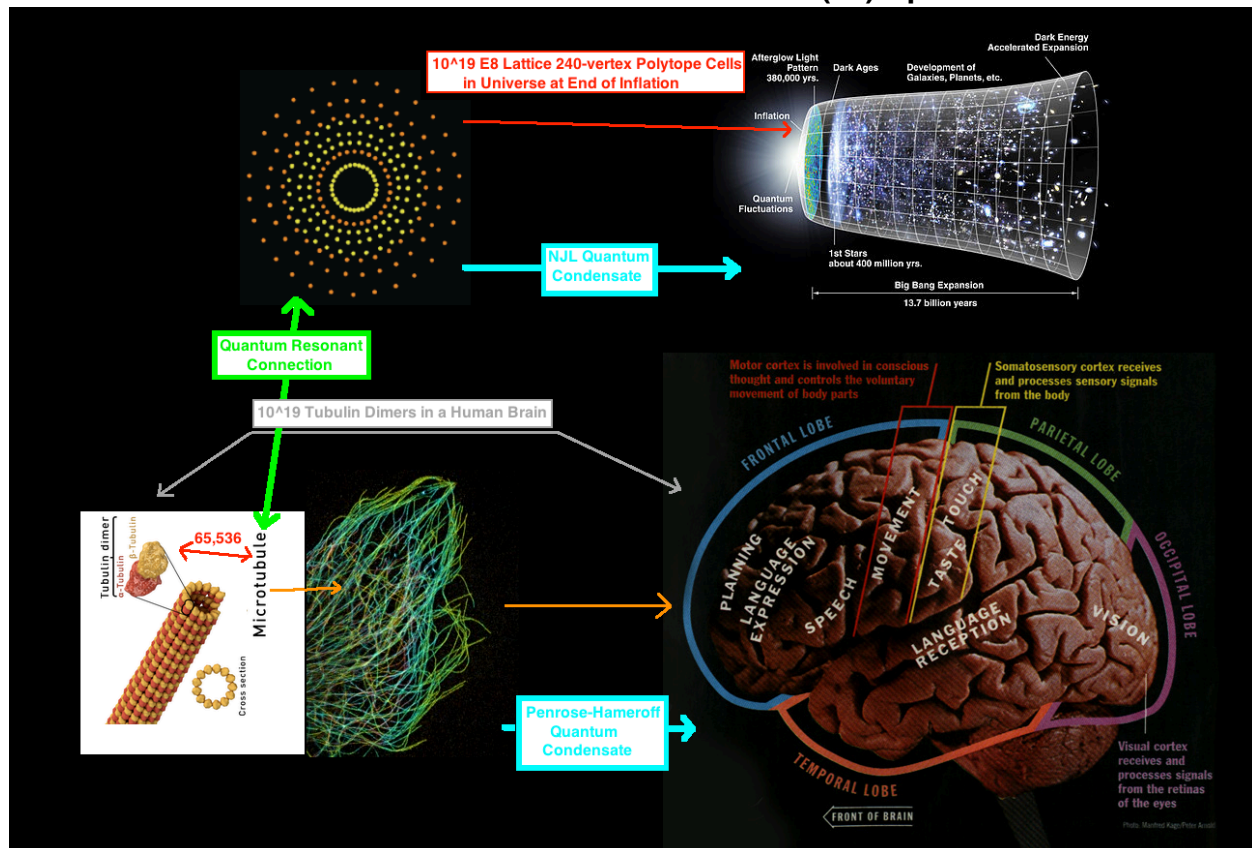 10^19 E8 Lattice 240-vertex Polytope Cells
in Universe at End of Inflation
Dark Energy
Accelerated Expansion
Afterglow Light
Pattern
380,000 yrs.
Dark Ages
Development of
Galaxies, Planets, etc.
Inflation
Quantum
Fluctuations
1st Stars
about 400 million yrs.
Big Bang Expansion
13.7 billion years
NJL Quantum
Condensate
Quantum Resonant
Connection
10^19 Tubulin Dimers in a Human Brain
Motor cortex is involved in conscious
thought and controls the voluntary
movement of body parts
Somatosensory cortex receives
and processes sensory signals
from the body
FRONTAL LOBE
PARIETAL LOBE
OCCIPITAL LOBE
TEMPORAL LOBE
PLANNING
LANGUAGE
EXPRESSION
SPEECH
MOVEMENT
TOUCH
TASTE
LANGUAGE
RECEPTION
VISION
Tubulin dimer
α-Tubulin
β-Tubulin
65,536
Microtubule
Cross section
Penrose-Hameroff
Quantum
Condensate
Visual cortex
receives and
processes signals
from the retinas
of the eyes
FRONT OF BRAIN